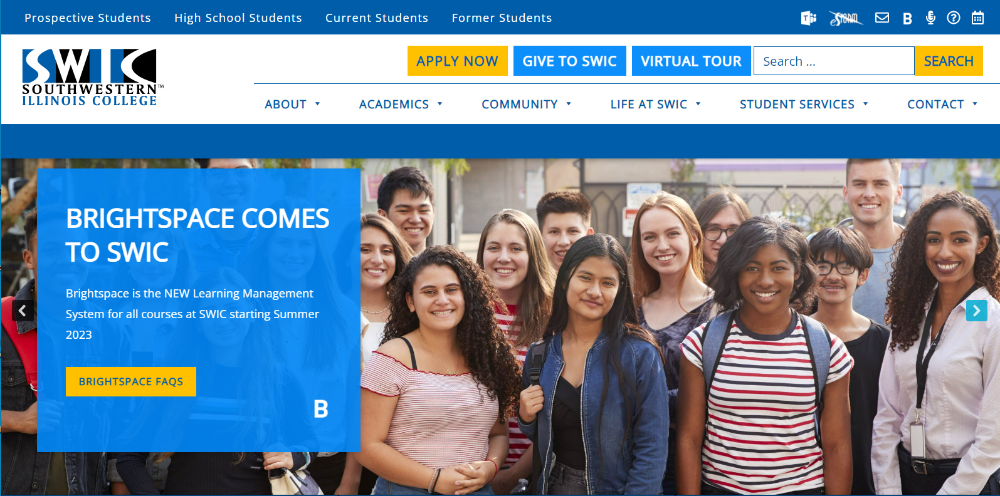 Prospective Students High School Students Current Students Former Students
T eStorm B ?
SWIC
SOUTHWESTERN™
ILLINOIS COLLEGE
APPLY NOW GIVE TO SWIC VIRTUAL TOUR Search ... SEARCH
ABOUT ACADEMICS COMMUNITY LIFE AT SWIC STUDENT SERVICES CONTACT
BRIGHTSPACE COMES
TO SWIC
Brightspace is the NEW Learning Management
System for all courses at SWIC starting Summer
2023
BRIGHTSPACE FAQS
B